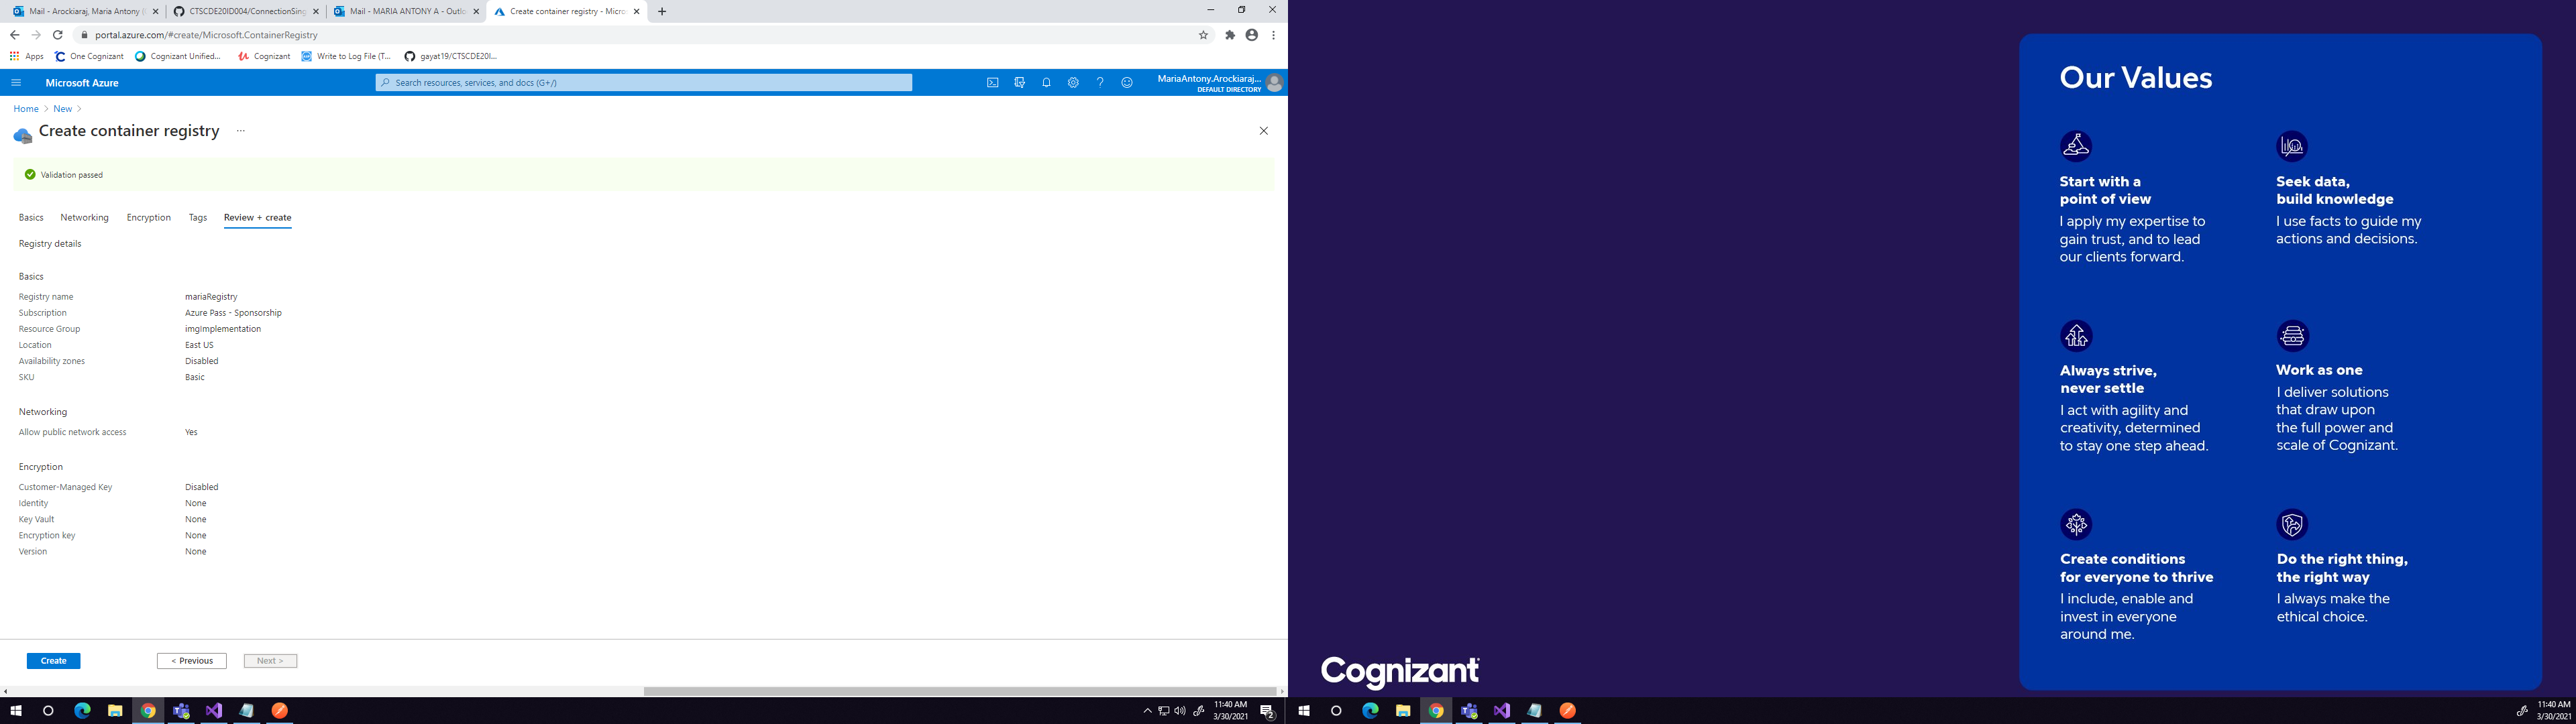 Mail - Arockiaraj, Maria Antony (
CTSCDE20ID004/ConnectionSing
Mail - MARIA ANTONY A - Outlo
Create container registry - Micro
portal.azure.com/#create/Microsoft.ContainerRegistry
Apps
One Cognizant
Cognizant Unified...
Cognizant
Write to Log File (T...
gayat19/CTSCDE20I...
Microsoft Azure
Search resources, services, and docs (G+/)
MariaAntony.Arockiaraj...
DEFAULT DIRECTORY
Home > New >
Create container registry ...
Validation passed
Basics Networking Encryption Tags Review + create
Registry details
Basics
Registry name mariaRegistry
Subscription Azure Pass - Sponsorship
Resource Group imgImplementation
Location East US
Availability zones Disabled
SKU Basic
Networking
Allow public network access Yes
Encryption
Customer-Managed Key Disabled
Identity None
Key Vault None
Encryption key None
Version None
Create
< Previous
Next >
11:40 AM
3/30/2021
2
Our Values
Start with a
point of view
I apply my expertise to
gain trust, and to lead
our clients forward.
Seek data,
build knowledge
I use facts to guide my
actions and decisions.
Always strive,
never settle
I act with agility and
creativity, determined
to stay one step ahead.
Work as one
I deliver solutions
that draw upon
the full power and
scale of Cognizant.
Create conditions
for everyone to thrive
I include, enable and
invest in everyone
around me.
Do the right thing,
the right way
I always make the
ethical choice.
Cognizant
11:40 AM
3/30/2021